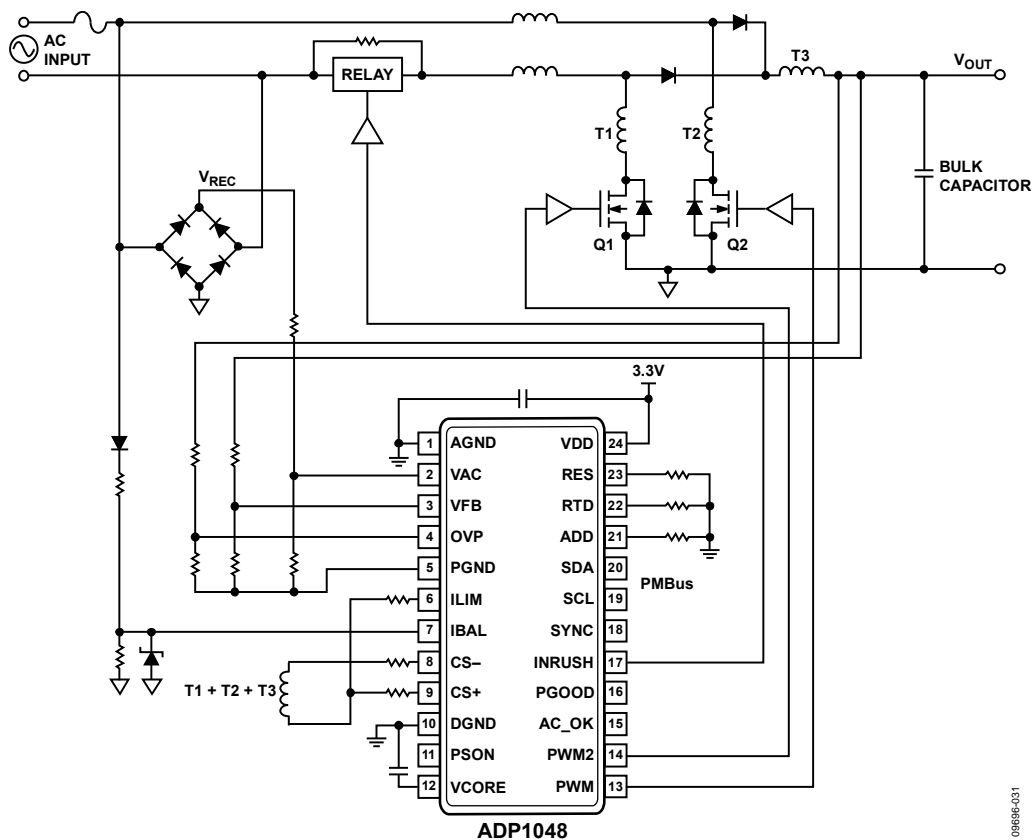 AC
INPUT
RELAY
T3
V_OUT
T1
T2
BULK
CAPACITOR
V_REC
Q1
Q2
3.3V
1 AGND VDD 24
2 VAC RES 23
3 VFB RTD 22
4 OVP ADD 21
5 PGND SDA 20
PMBus
6 ILIM SCL 19
7 IBAL SYNC 18
8 CS– INRUSH 17
T1 + T2 + T3
9 CS+ PGOOD 16
10 DGND AC_OK 15
11 PSON PWM2 14
12 VCORE PWM 13
ADP1048
09696-031